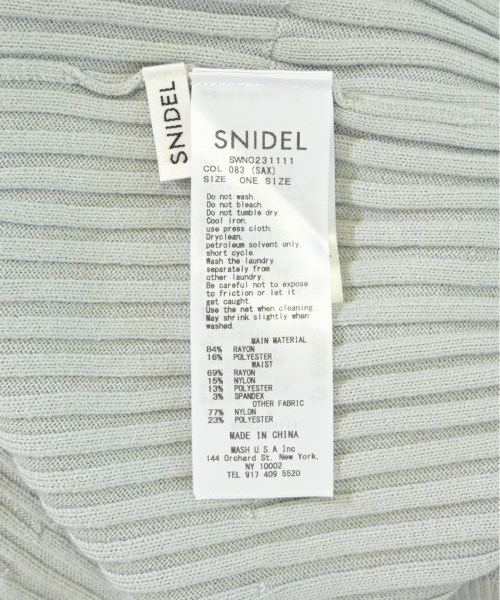 SNIDEL
SNIDEL
SWNO231111
COL 083 (SAX)
SIZE ONE SIZE
Do not wash.
Do not bleach.
Do not tumble dry.
Cool iron,
use press cloth.
Dryclean,
petroleum solvent only,
short cycle.
Wash the laundry
separately from
other laundry.
Be careful not to expose
to friction or let it
get caught.
Use the net when cleaning.
May shrink slightly when
washed.
MAIN MATERIAL
84% RAYON
16% POLYESTER
WAIST
69% RAYON
15% NYLON
13% POLYESTER
3% SPANDEX
OTHER FABRIC
77% NYLON
23% POLYESTER
MADE IN CHINA
MASH U.S.A Inc
144 Orchard St. New York.
NY 10002
TEL 917 409 5520